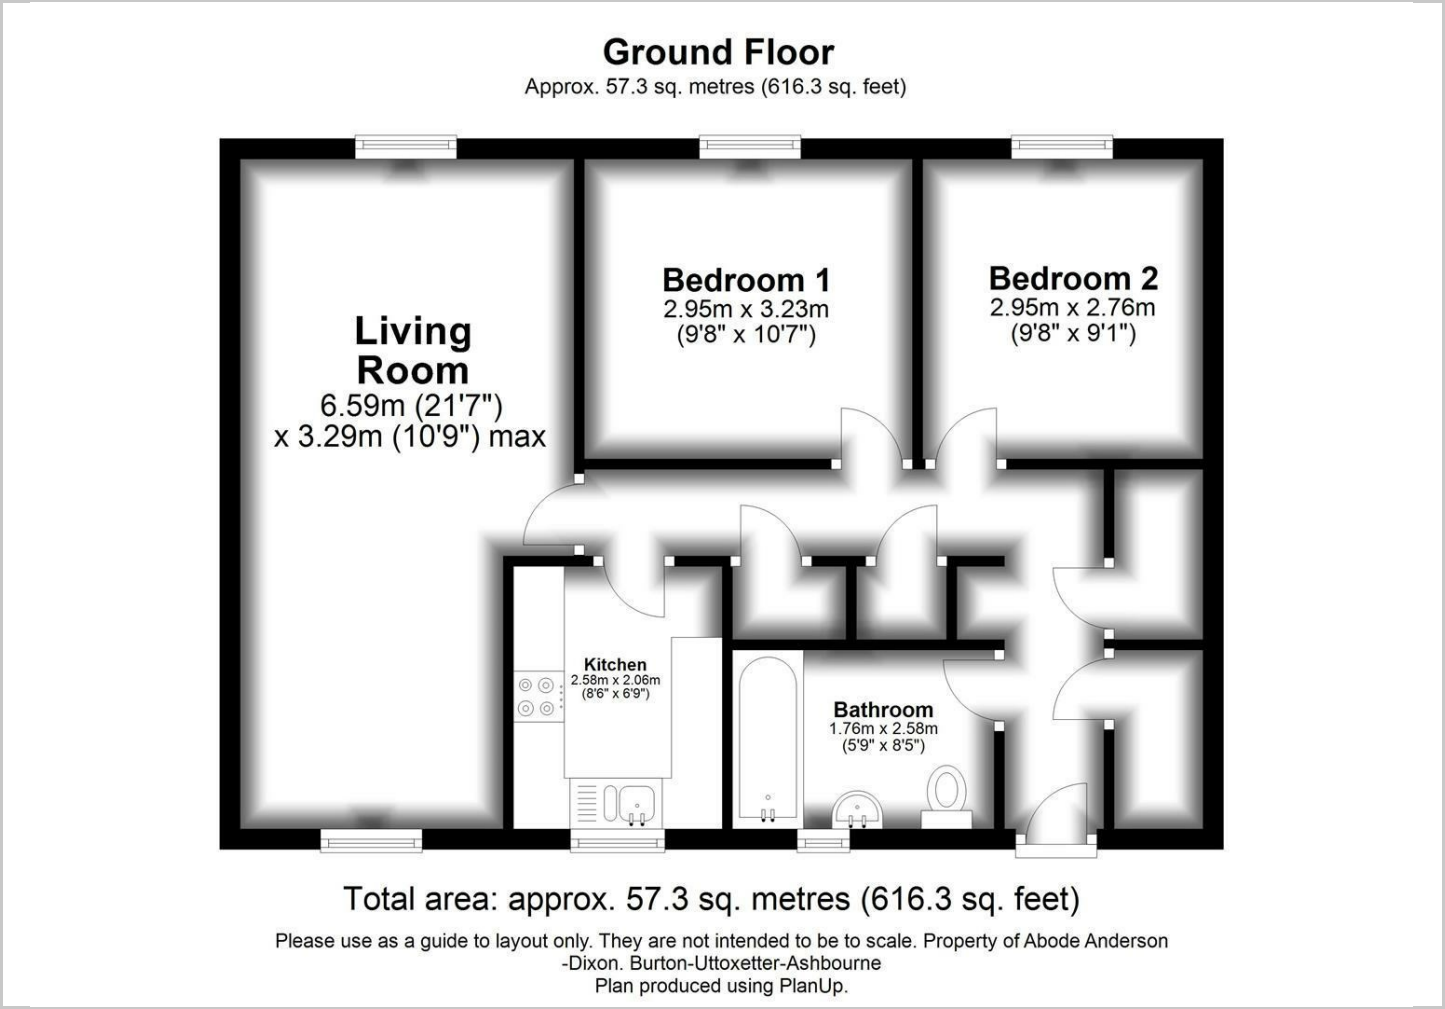 Ground Floor
Approx. 57.3 sq. metres (616.3 sq. feet)
Living
Room
6.59m (21'7")
x 3.29m (10'9") max
Bedroom 1
2.95m x 3.23m
(9'8" x 10'7")
Bedroom 2
2.95m x 2.76m
(9'8" x 9'1")
Kitchen
2.58m x 2.06m
(8'6" x 6'9")
Bathroom
1.76m x 2.58m
(5'9" x 8'5")
Total area: approx. 57.3 sq. metres (616.3 sq. feet)
Please use as a guide to layout only. They are not intended to be to scale. Property of Abode Anderson
-Dixon. Burton-Uttoxetter-Ashbourne
Plan produced using PlanUp.